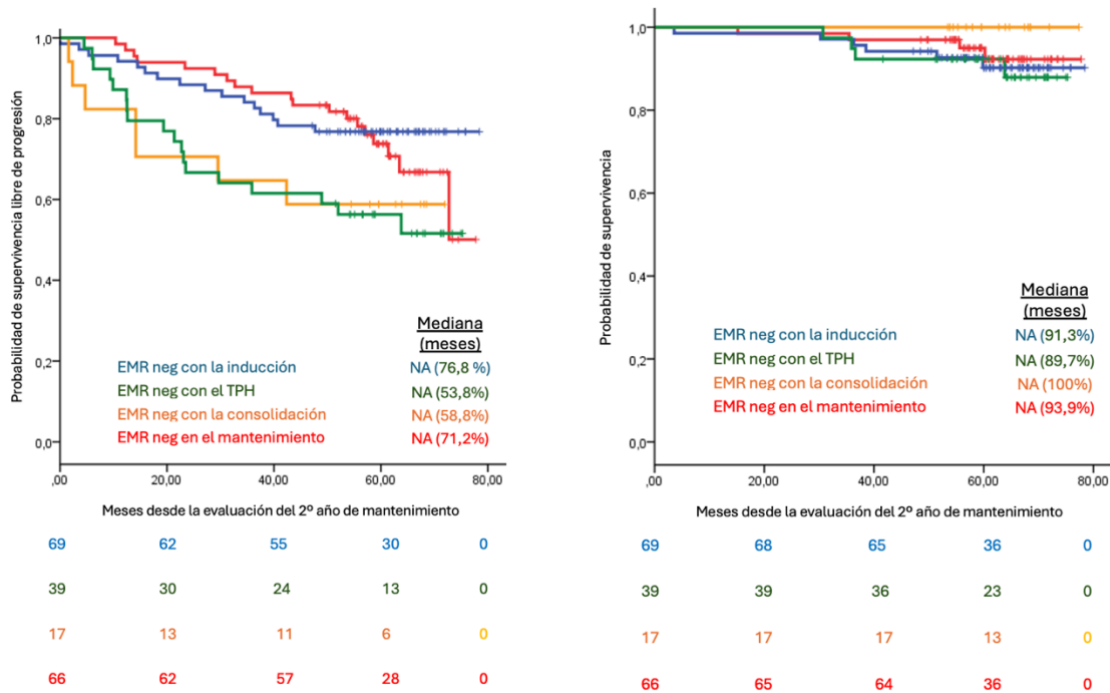 Probabilidad de supervivencia libre de progresión
1,0
0,8
0,6
0,4
0,2
0,0
Mediana
(meses)
EMR neg con la inducción NA (76,8 %)
EMR neg con el TPH NA (53,8%)
EMR neg con la consolidación NA (58,8%)
EMR neg en el mantenimiento NA (71,2%)
,00 20,00 40,00 60,00 80,00
Meses desde la evaluación del 2º año de mantenimiento
69 62 55 30 0
39 30 24 13 0
17 13 11 6 0
66 62 57 28 0
Probabilidad de supervivencia
1,0
0,8
0,6
0,4
0,2
0,0
Mediana
(meses)
EMR neg con la inducción NA (91,3%)
EMR neg con el TPH NA (89,7%)
EMR neg con la consolidación NA (100%)
EMR neg en el mantenimiento NA (93,9%)
,00 20,00 40,00 60,00 80,00
Meses desde la evaluación del 2º año de mantenimiento
69 68 65 36 0
39 39 36 23 0
17 17 17 13 0
66 65 64 36 0